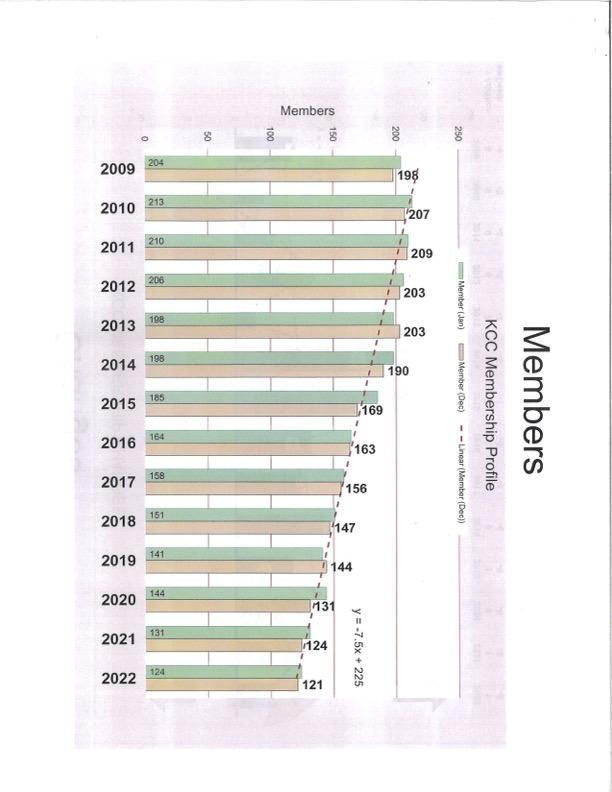 Members
KCC Membership Profile
Member (Jan) Member (Dec) Linear (Member (Dec))
Members
0 50 100 150 200 250
2009 204 198
2010 213 207
2011 210 209
2012 206 203
2013 198 203
2014 198 190
2015 185 169
2016 164 163
2017 158 156
2018 151 147
2019 141 144
2020 144 131
2021 131 124
2022 124 121
y = -7.5x + 225